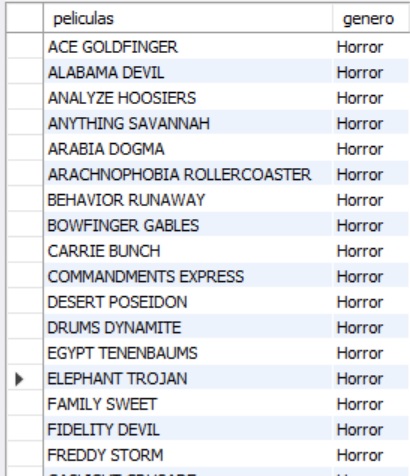 peliculas genero
ACE GOLDFINGER Horror
ALABAMA DEVIL Horror
ANALYZE HOOSIERS Horror
ANYTHING SAVANNAH Horror
ARABIA DOGMA Horror
ARACHNOPHOBIA ROLLERCOASTER Horror
BEHAVIOR RUNAWAY Horror
BOWFINGER GABLES Horror
CARRIE BUNCH Horror
COMMANDMENTS EXPRESS Horror
DESERT POSEIDON Horror
DRUMS DYNAMITE Horror
EGYPT TENENBAUMS Horror
ELEPHANT TROJAN Horror
FAMILY SWEET Horror
FIDELITY DEVIL Horror
FREDDY STORM Horror